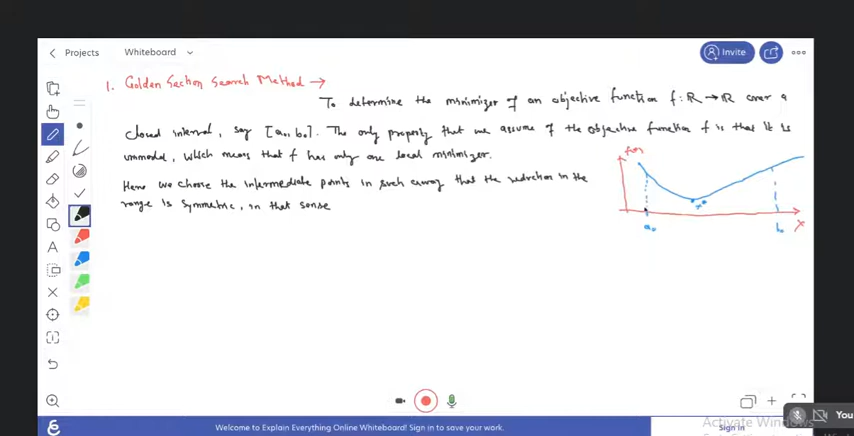 Projects
Whiteboard
Invite
1. Golden Section Search Method →
To determine the minimizer of an objective function f: R → R over a
closed interval, say [a₀, b₀]. The only property that we assume of the objective function f is that it is
unimodal, which means that f has only one local minimizer.
Here we choose the intermediate points in such a way that the reduction in the
range is symmetric, in that sense
f(x)
x*
a₀
b₀
X
A
Welcome to Explain Everything Online Whiteboard! Sign in to save your work.
Sign in
Activate Windows
You